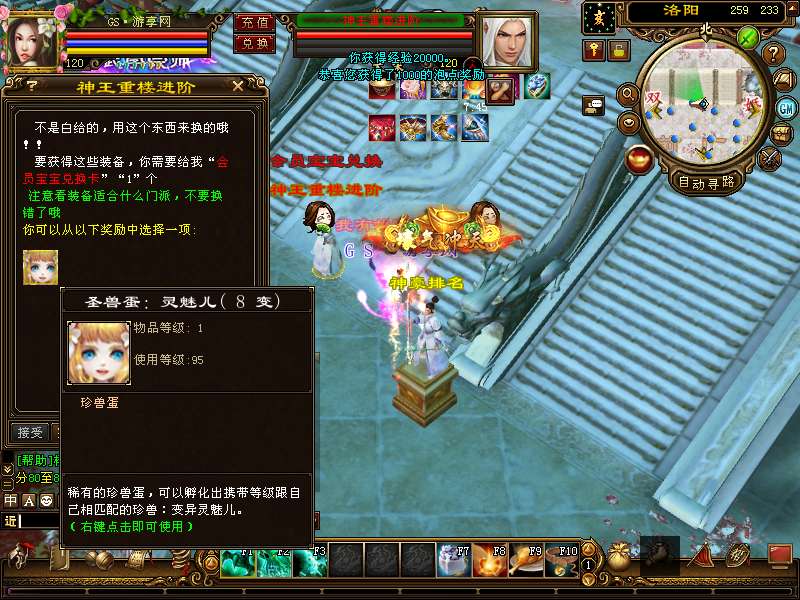 GS·游享网
120
充值
兑换
神王重楼进阶
120
你获得经验20000。
恭喜您获得了1000的泡点奖励
洛阳
259 233
北
自动寻路
神王重楼进阶
不是白给的，用这个东西来换的哦
！！
要获得这些装备，你需要给我“会
员宝宝兑换卡”“1”个
注意看装备适合什么门派，不要换
错了哦
你可以从以下奖励中选择一项:
会员宝宝兑换
神王重楼进阶
GS
豪气冲天
神豪排名
圣兽蛋: 灵魅儿( 8 变)
物品等级: 1
使用等级:95
珍兽蛋
稀有的珍兽蛋，可以孵化出携带等级跟自
己相匹配的珍兽：变异灵魅儿。
（右键点击即可使用）
接受
[帮助]
分80至
中 A
近
F1 F2 F3 F7 F8 F9 F10
1